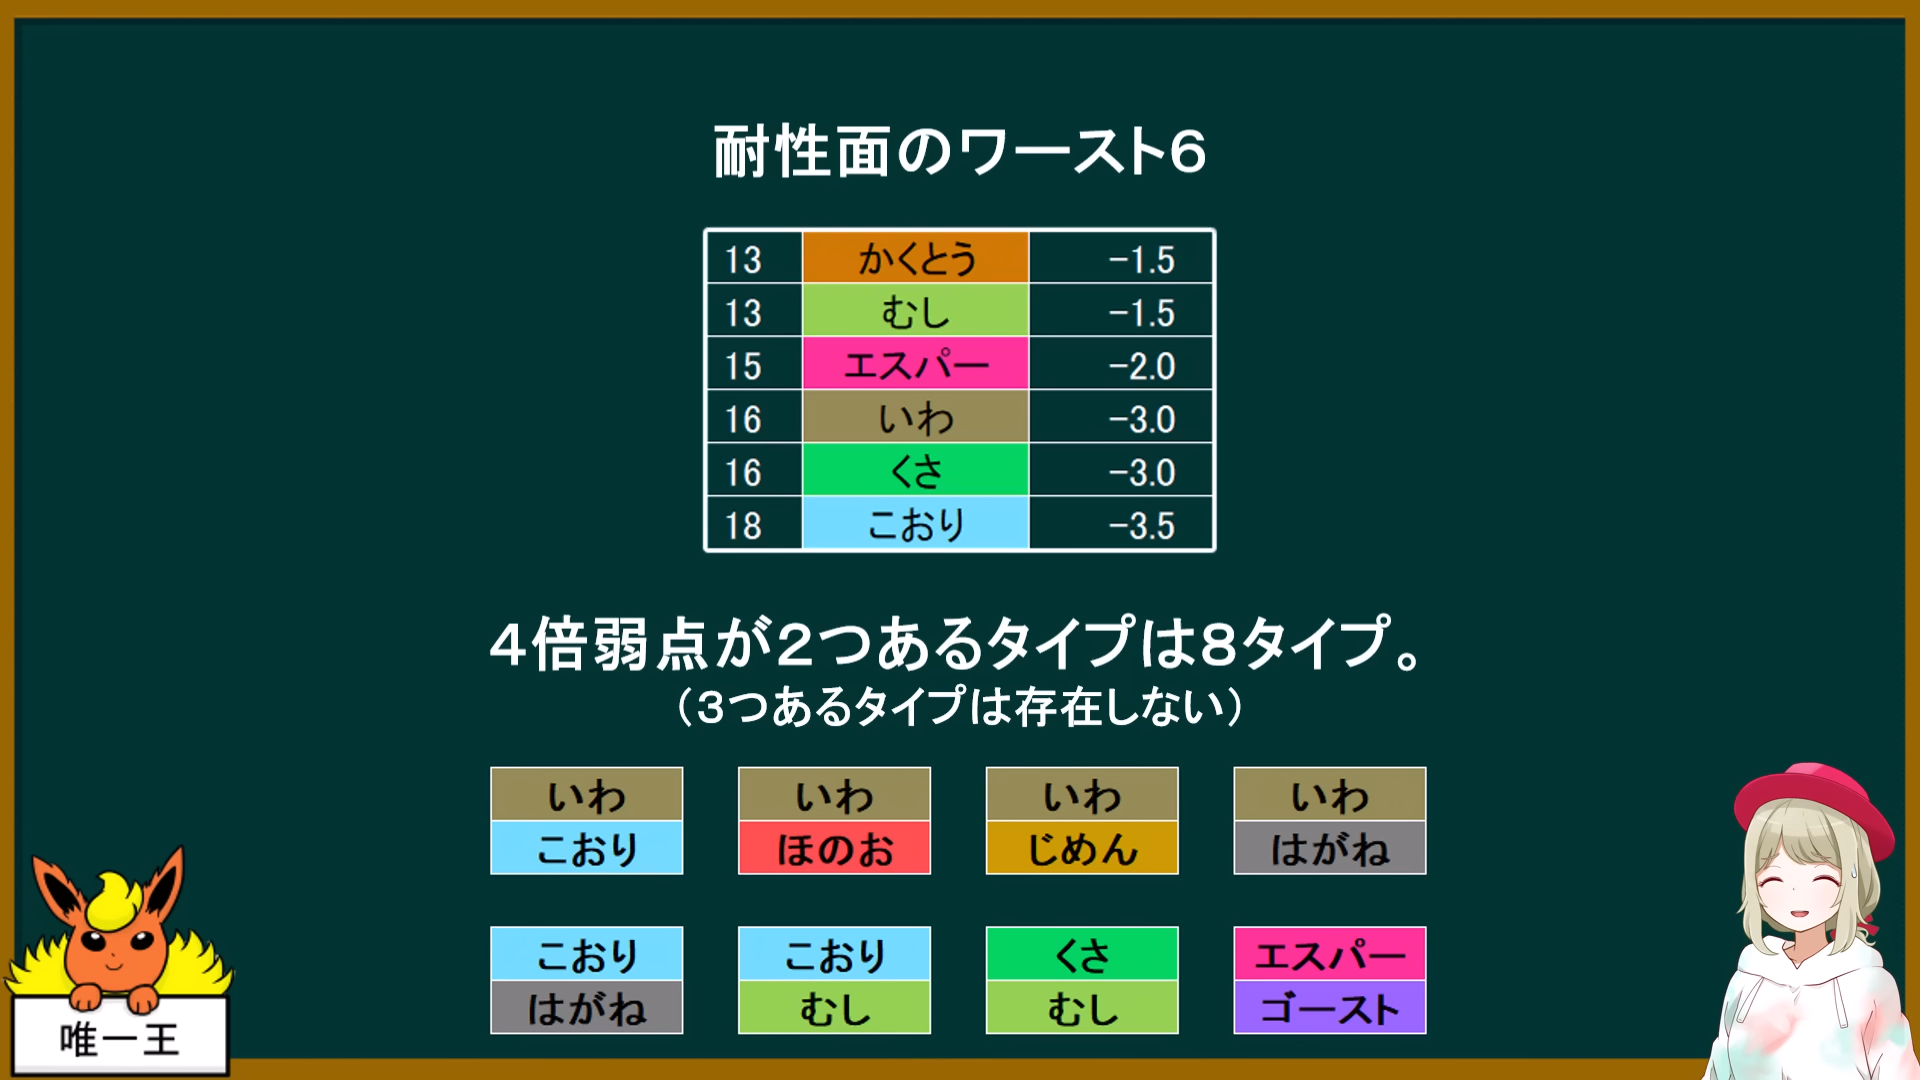 耐性面のワースト6
13 かくとう −1.5
13 むし −1.5
15 エスパー −2.0
16 いわ −3.0
16 くさ −3.0
18 こおり −3.5
4倍弱点が2つあるタイプは8タイプ。
（3つあるタイプは存在しない）
いわ いわ いわ いわ
こおり ほのお じめん はがね
こおり こおり くさ エスパー
はがね むし むし ゴースト
唯一王